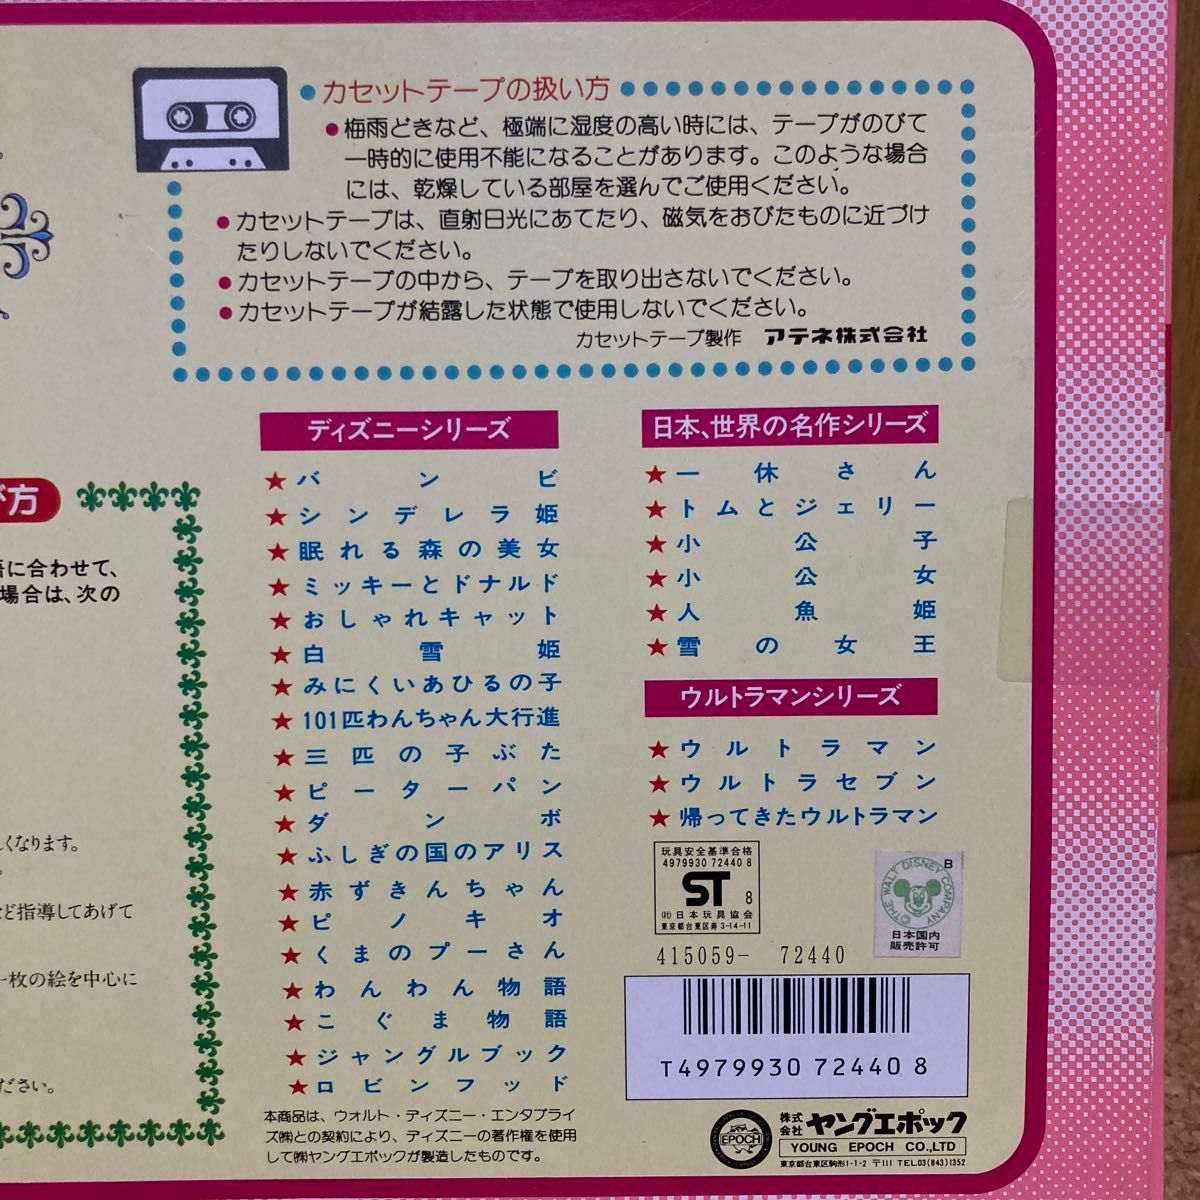 カセットテープの扱い方
●梅雨どきなど、極端に湿度の高い時には、テープがのびて
一時的に使用不能になることがあります。このような場合
には、乾燥している部屋を選んでご使用ください。
●カセットテープは、直射日光にあてたり、磁気をおびたものに近づけ
たりしないでください。
●カセットテープの中から、テープを取り出さないでください。
●カセットテープが結露した状態で使用しないでください。
カセットテープ製作 アテネ株式会社
び方
に合わせて、
場合は、次の
くなります。
ど指導してあげて
一枚の絵を中心に
ださい。
ディズニーシリーズ
★バンビ
★シンデレラ姫
★眠れる森の美女
★ミッキーとドナルド
★おしゃれキャット
★白雪姫
★みにくいあひるの子
★101匹わんちゃん大行進
★三匹の子ぶた
★ピーターパン
★ダンボ
★ふしぎの国のアリス
★赤ずきんちゃん
★ピノキオ
★くまのプーさん
★わんわん物語
★こぐま物語
★ジャングルブック
★ロビンフッド
本商品は、ウォルト・ディズニー・エンタプライ
ズ㈱との契約により、ディズニーの著作権を使用
して㈱ヤングエポックが製造したものです。
日本、世界の名作シリーズ
★一休さん
★トムとジェリー
★小公子
★小公女
★人魚姫
★雪の女王
ウルトラマンシリーズ
★ウルトラマン
★ウルトラセブン
★帰ってきたウルトラマン
玩具安全基準合格
4979930 72440 8
ST 8
㈳日本玩具協会
東京都台東区寿3-14-11
B
©THE WALT DISNEY COMPANY
日本国内
販売許可
415059- 72440
T4979930 72440 8
EPOCH
株式会社 ヤングエポック
YOUNG EPOCH CO.,LTD
東京都台東区駒形1-1-2 〒111 TEL.03(843)1352